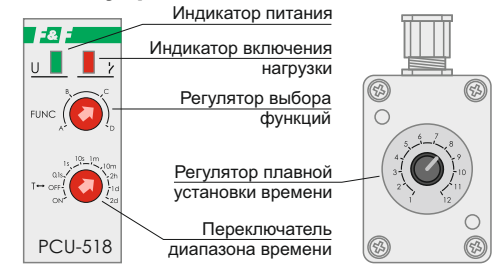 Индикатор питания
F&F
U
Индикатор включения
нагрузки
Регулятор выбора
функций
FUNC
A
B
C
D
Регулятор плавной
установки времени
T
ON
OFF
0,1s
1s
10s
1m
10m
2h
1d
2d
Переключатель
диапазона времени
PCU-518
1
2
3
4
5
6
7
8
9
10
11
12